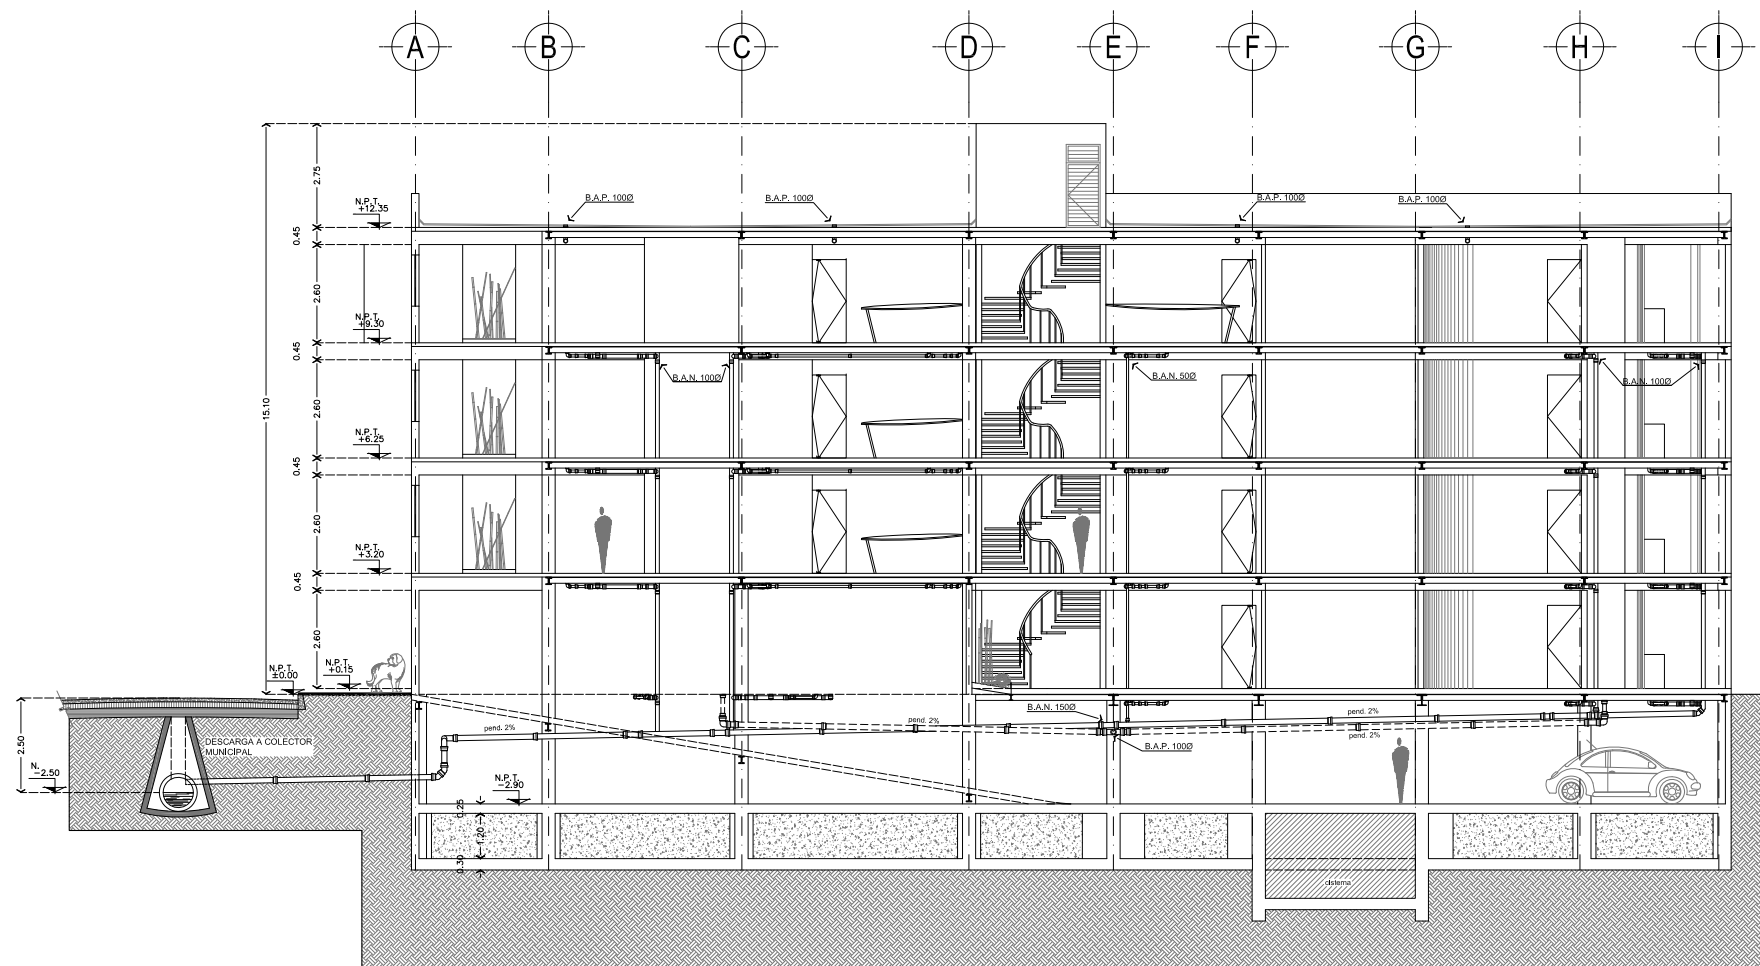 A
B
C
D
E
F
G
H
I
2.75
N.P.T.
+12.35
B.A.P. 100Ø
B.A.P. 100Ø
B.A.P. 100Ø
B.A.P. 100Ø
0.45
2.60
N.P.T.
+9.30
0.45
B.A.N. 100Ø
B.A.N. 50Ø
B.A.N. 100Ø
15.10
2.60
N.P.T.
+6.25
0.45
2.60
N.P.T.
+3.20
0.45
2.60
N.P.T.
±0.00
N.P.T.
+0.15
B.A.N. 150Ø
pend. 2%
pend. 2%
pend. 2%
pend. 2%
B.A.P. 100Ø
2.50
DESCARGA A COLECTOR
MUNICIPAL
N.
-2.50
N.P.T.
-2.90
0.25
1.20
0.30
cisterna